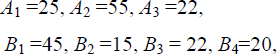 A₁ =25, A₂ =55, A₃ =22,
B₁ =45, B₂ =15, B₃ = 22, B₄=20.